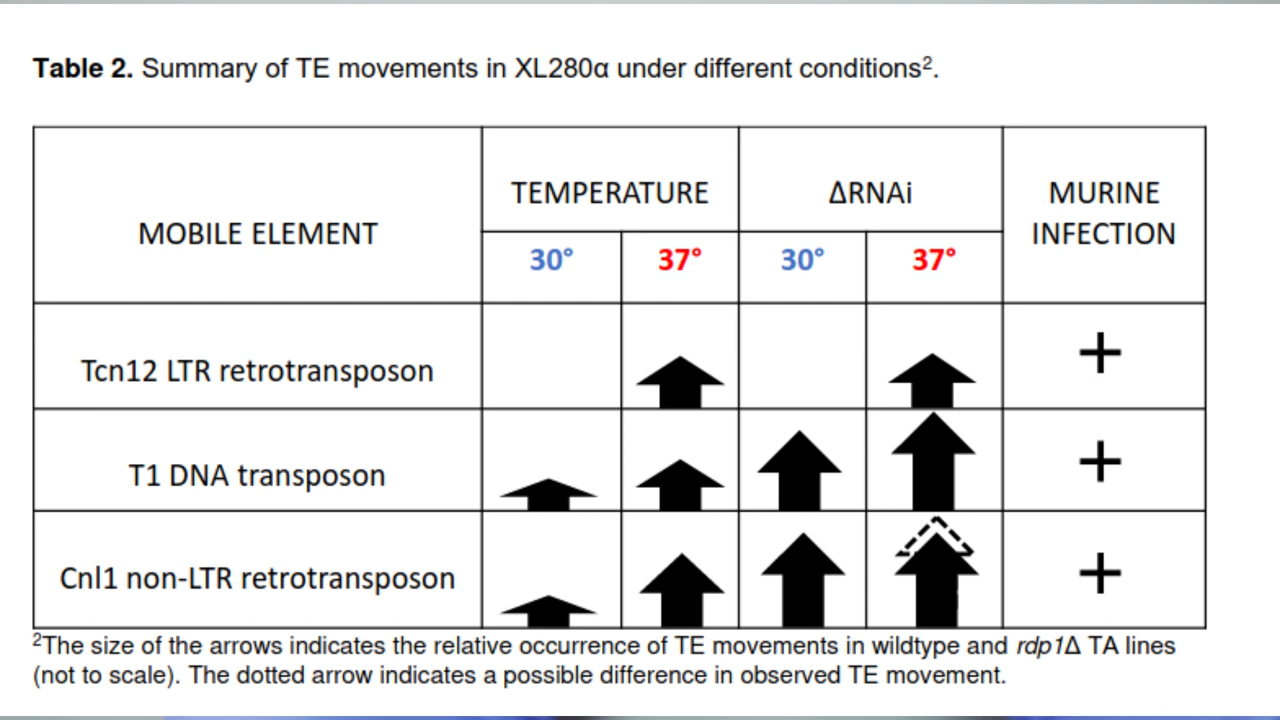 Table 2. Summary of TE movements in XL280α under different conditions².
MOBILE ELEMENT
TEMPERATURE
ΔRNAi
MURINE
INFECTION
30°
37°
30°
37°
Tcn12 LTR retrotransposon
+
T1 DNA transposon
+
Cnl1 non-LTR retrotransposon
+
²The size of the arrows indicates the relative occurrence of TE movements in wildtype and rdp1Δ TA lines
(not to scale). The dotted arrow indicates a possible difference in observed TE movement.